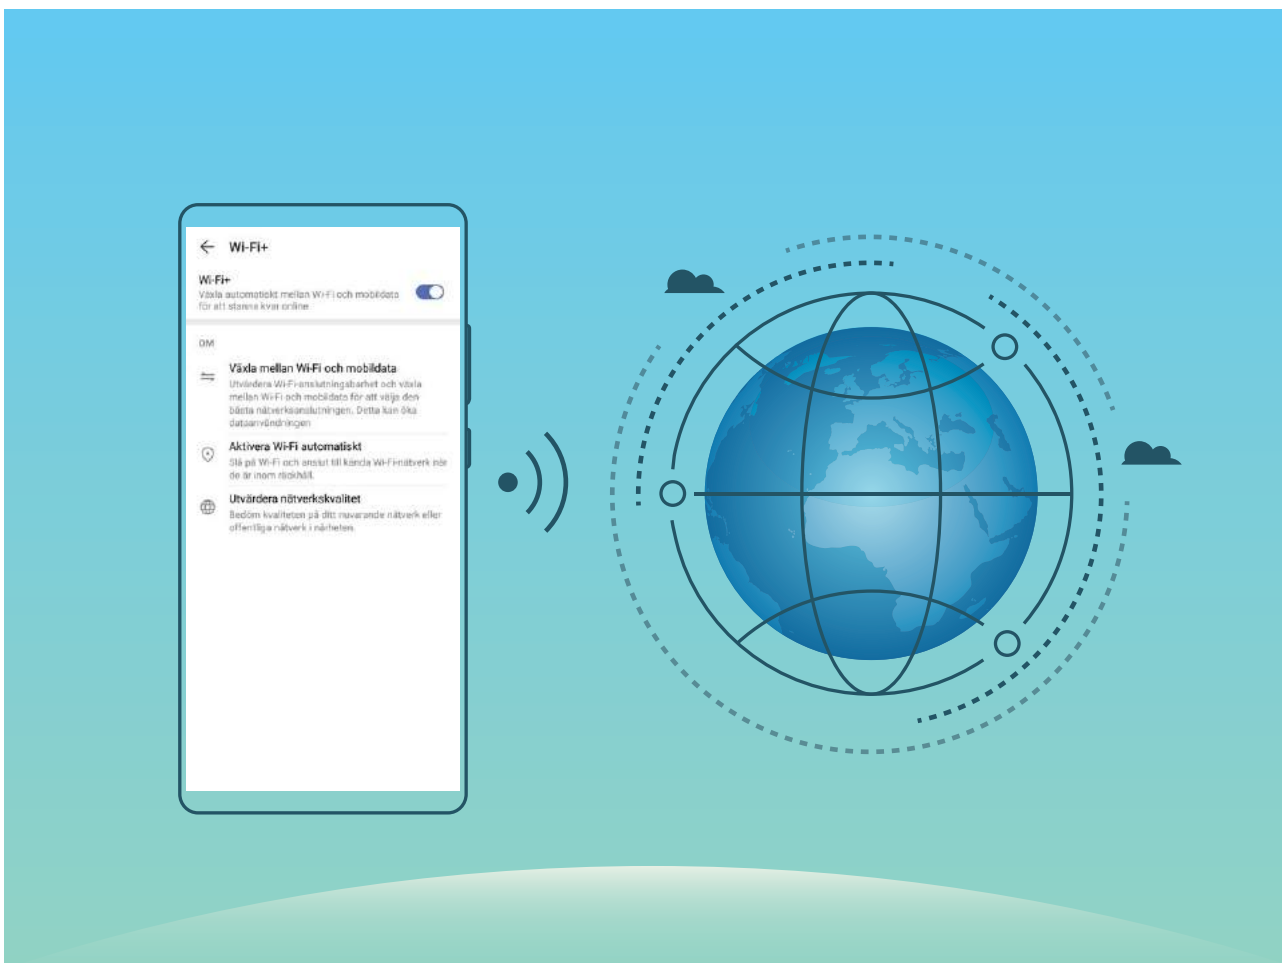 Wi-Fi+
Wi-Fi+
Växla automatiskt mellan Wi-Fi och mobildata
för att stanna kvar online
OM
Växla mellan Wi-Fi och mobildata
Utvärdera Wi-Fi-anslutningsbarhet och växla
mellan Wi-Fi och mobildata för att välja den
bästa nätverksanslutningen. Detta kan öka
dataanvändningen
Aktivera Wi-Fi automatiskt
Slå på Wi-Fi och anslut till kända Wi-Fi-nätverk när
de är inom räckhåll.
Utvärdera nätverkskvalitet
Bedöm kvaliteten på ditt nuvarande nätverk eller
offentliga nätverk i närheten.